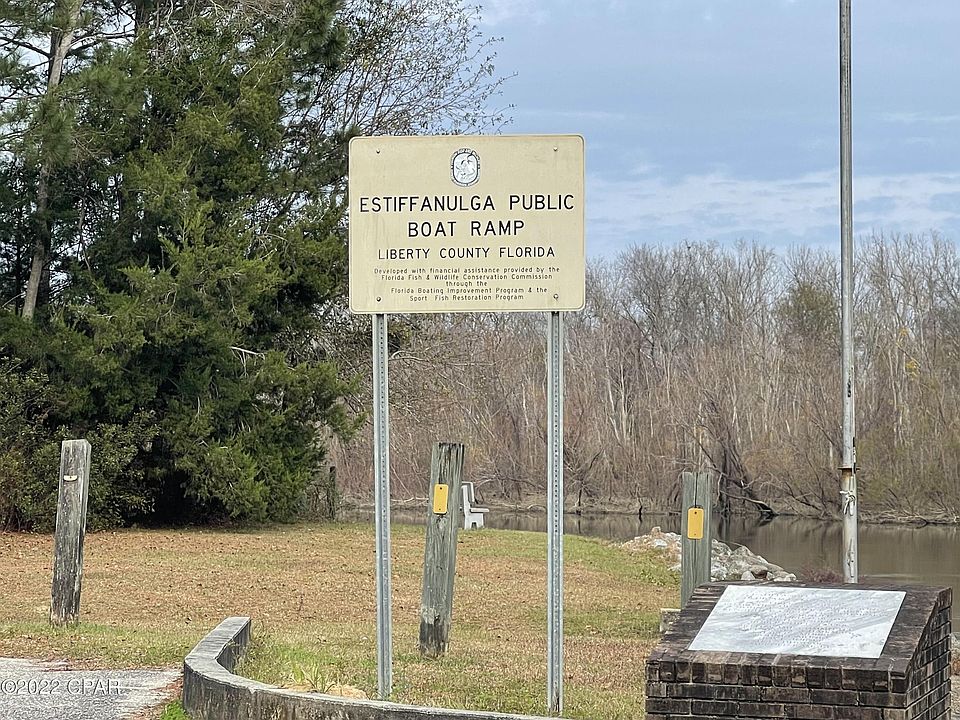 ESTIFFANULGA PUBLIC
BOAT RAMP
LIBERTY COUNTY FLORIDA
Developed with financial assistance provided by the
Florida Fish & Wildlife Conservation Commission
through the
Florida Boating Improvement Program & the
Sport Fish Restoration Program
©2022 CPAR